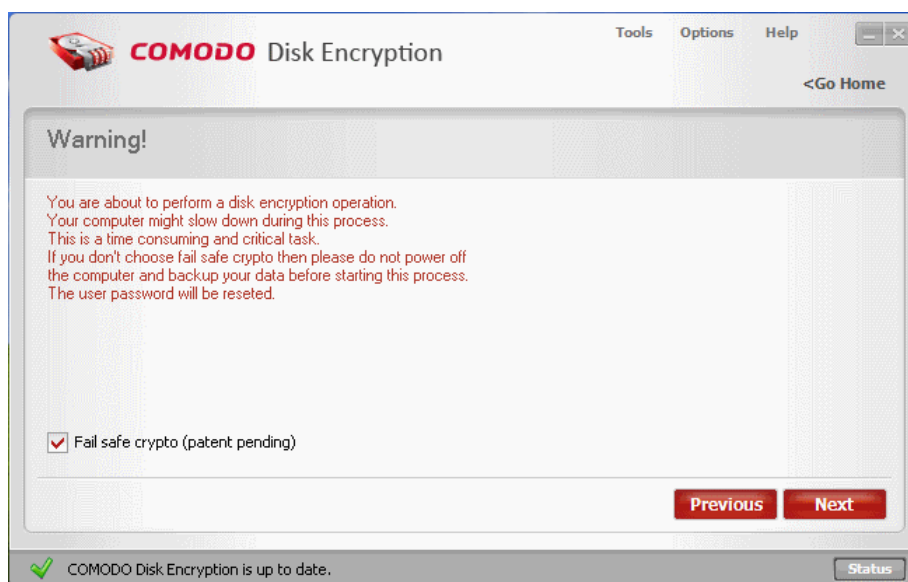 COMODO Disk Encryption
Tools Options Help
<Go Home
Warning!
You are about to perform a disk encryption operation.
Your computer might slow down during this process.
This is a time consuming and critical task.
If you don't choose fail safe crypto then please do not power off
the computer and backup your data before starting this process.
The user password will be reseted.
Fail safe crypto (patent pending)
Previous Next
COMODO Disk Encryption is up to date.
Status